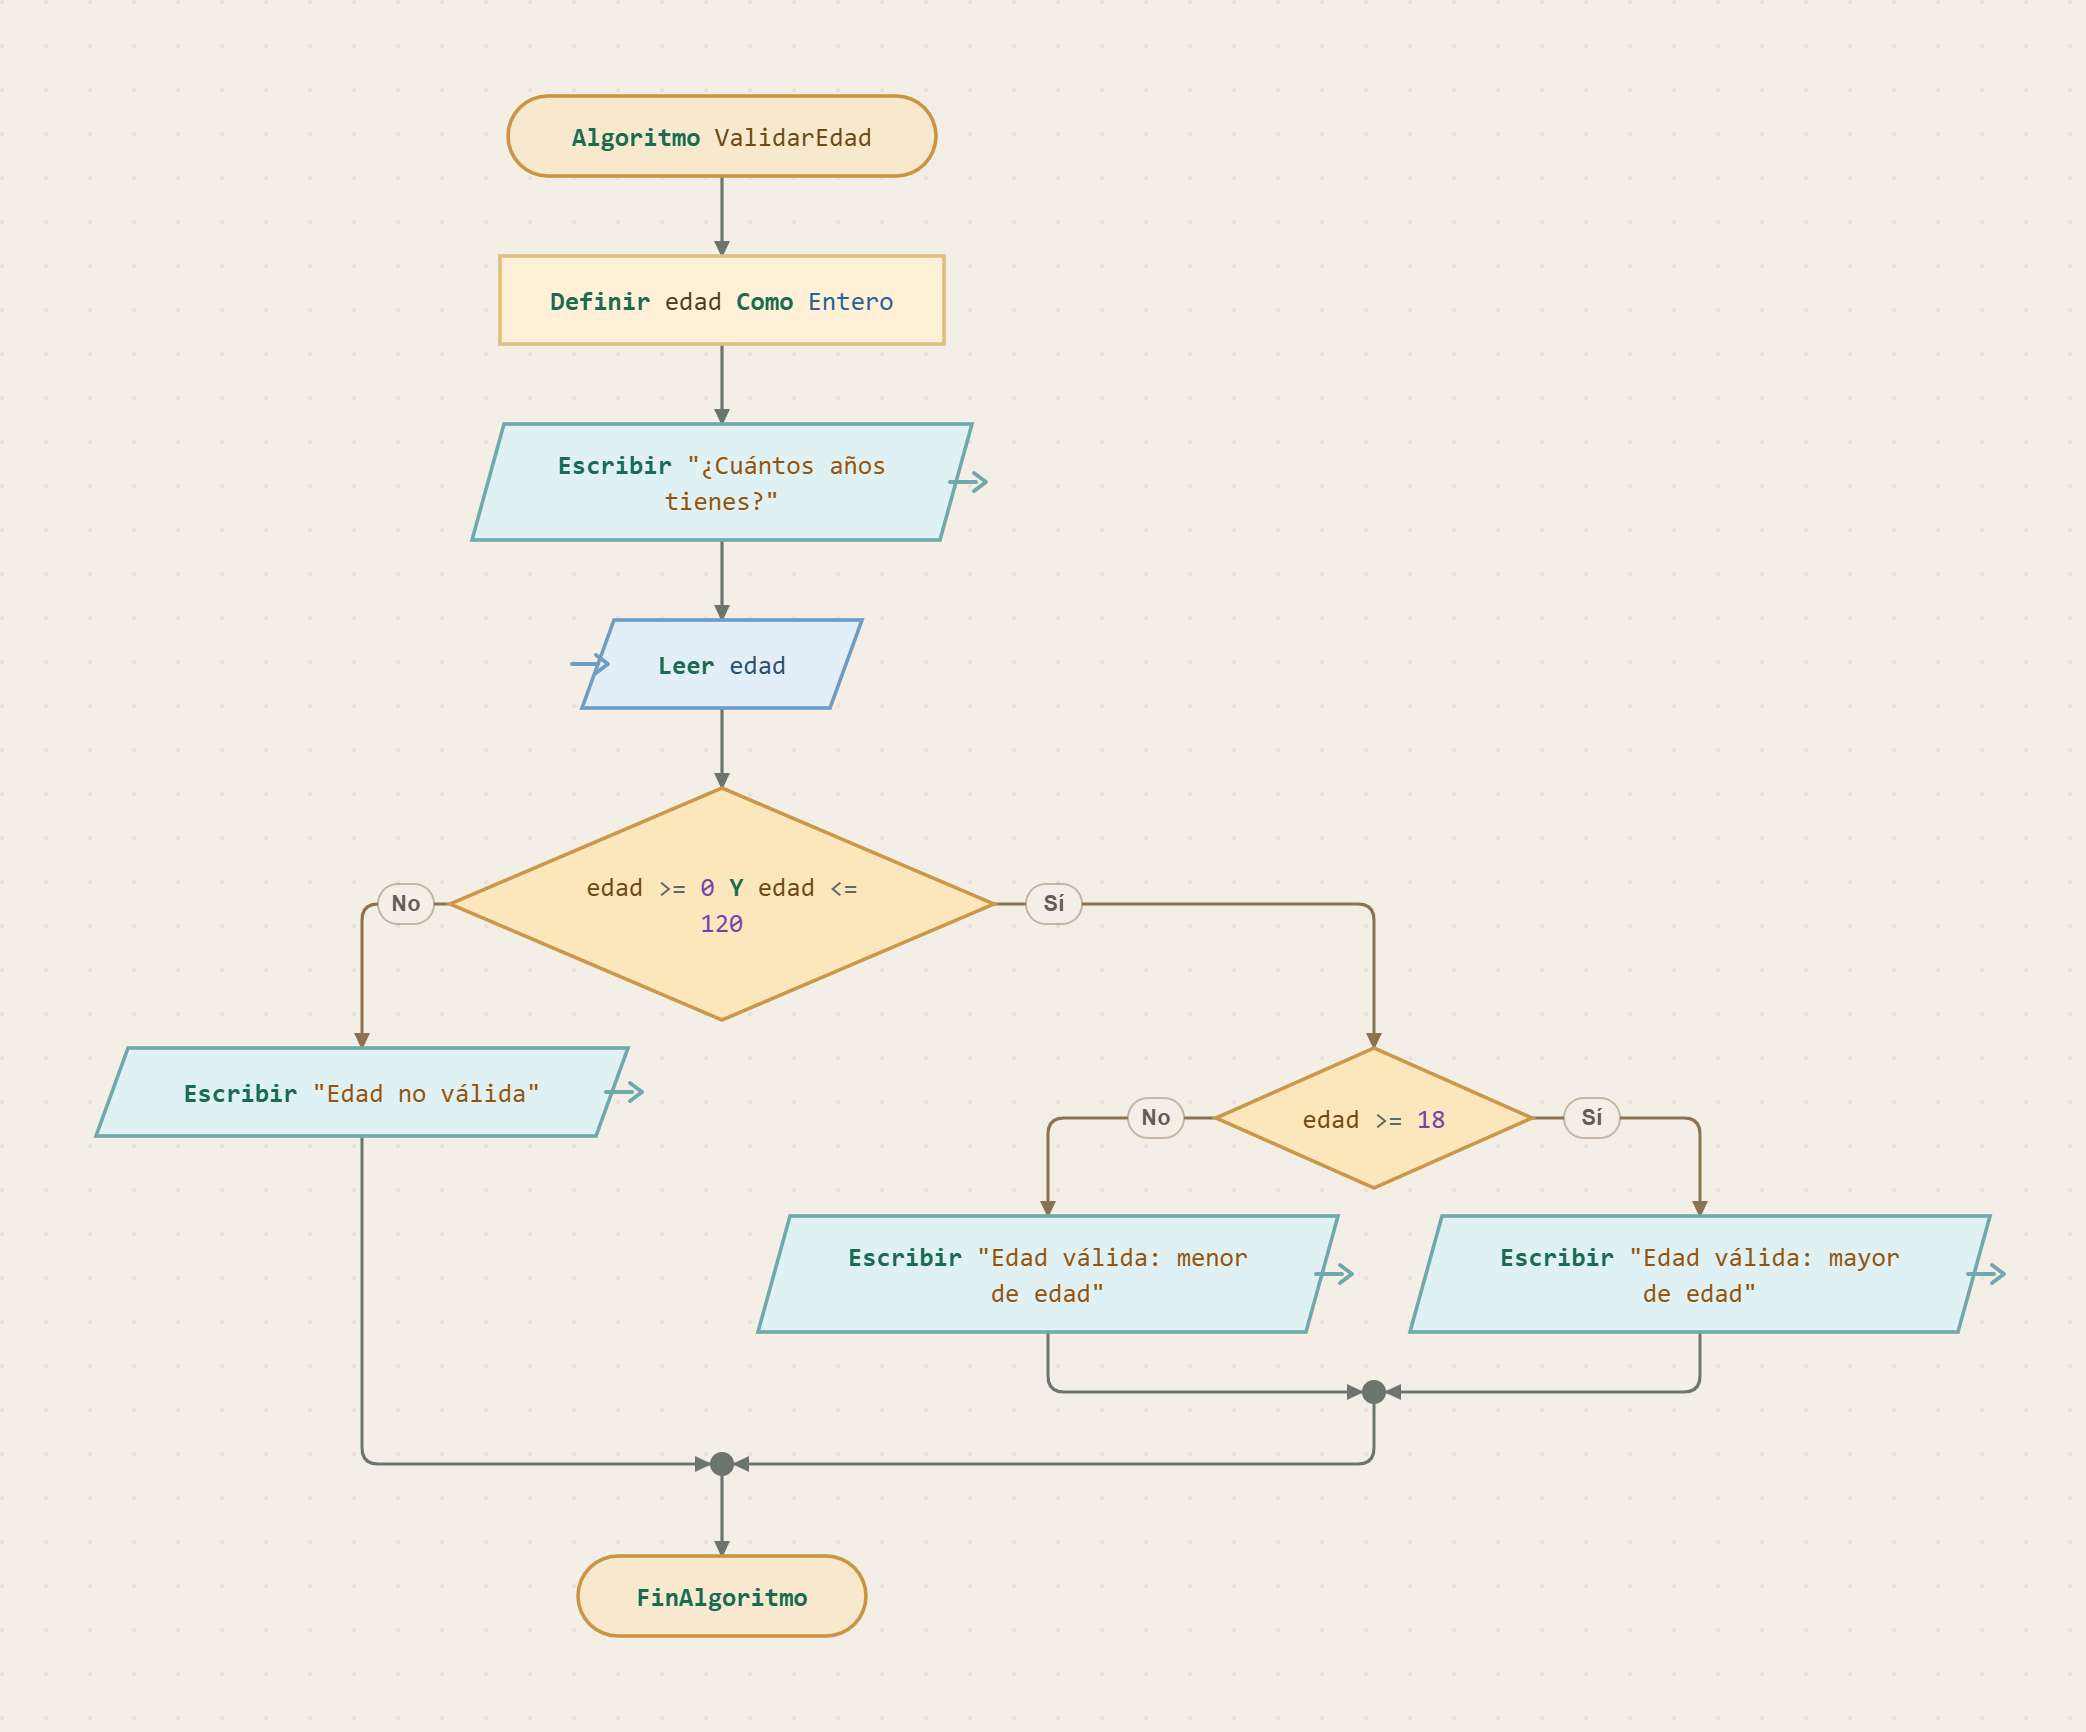 Algoritmo ValidarEdad
Definir edad Como Entero
Escribir "¿Cuántos años
tienes?"
Leer edad
edad >= 0 Y edad <=
120
No
Sí
Escribir "Edad no válida"
edad >= 18
No
Sí
Escribir "Edad válida: menor
de edad"
Escribir "Edad válida: mayor
de edad"
FinAlgoritmo